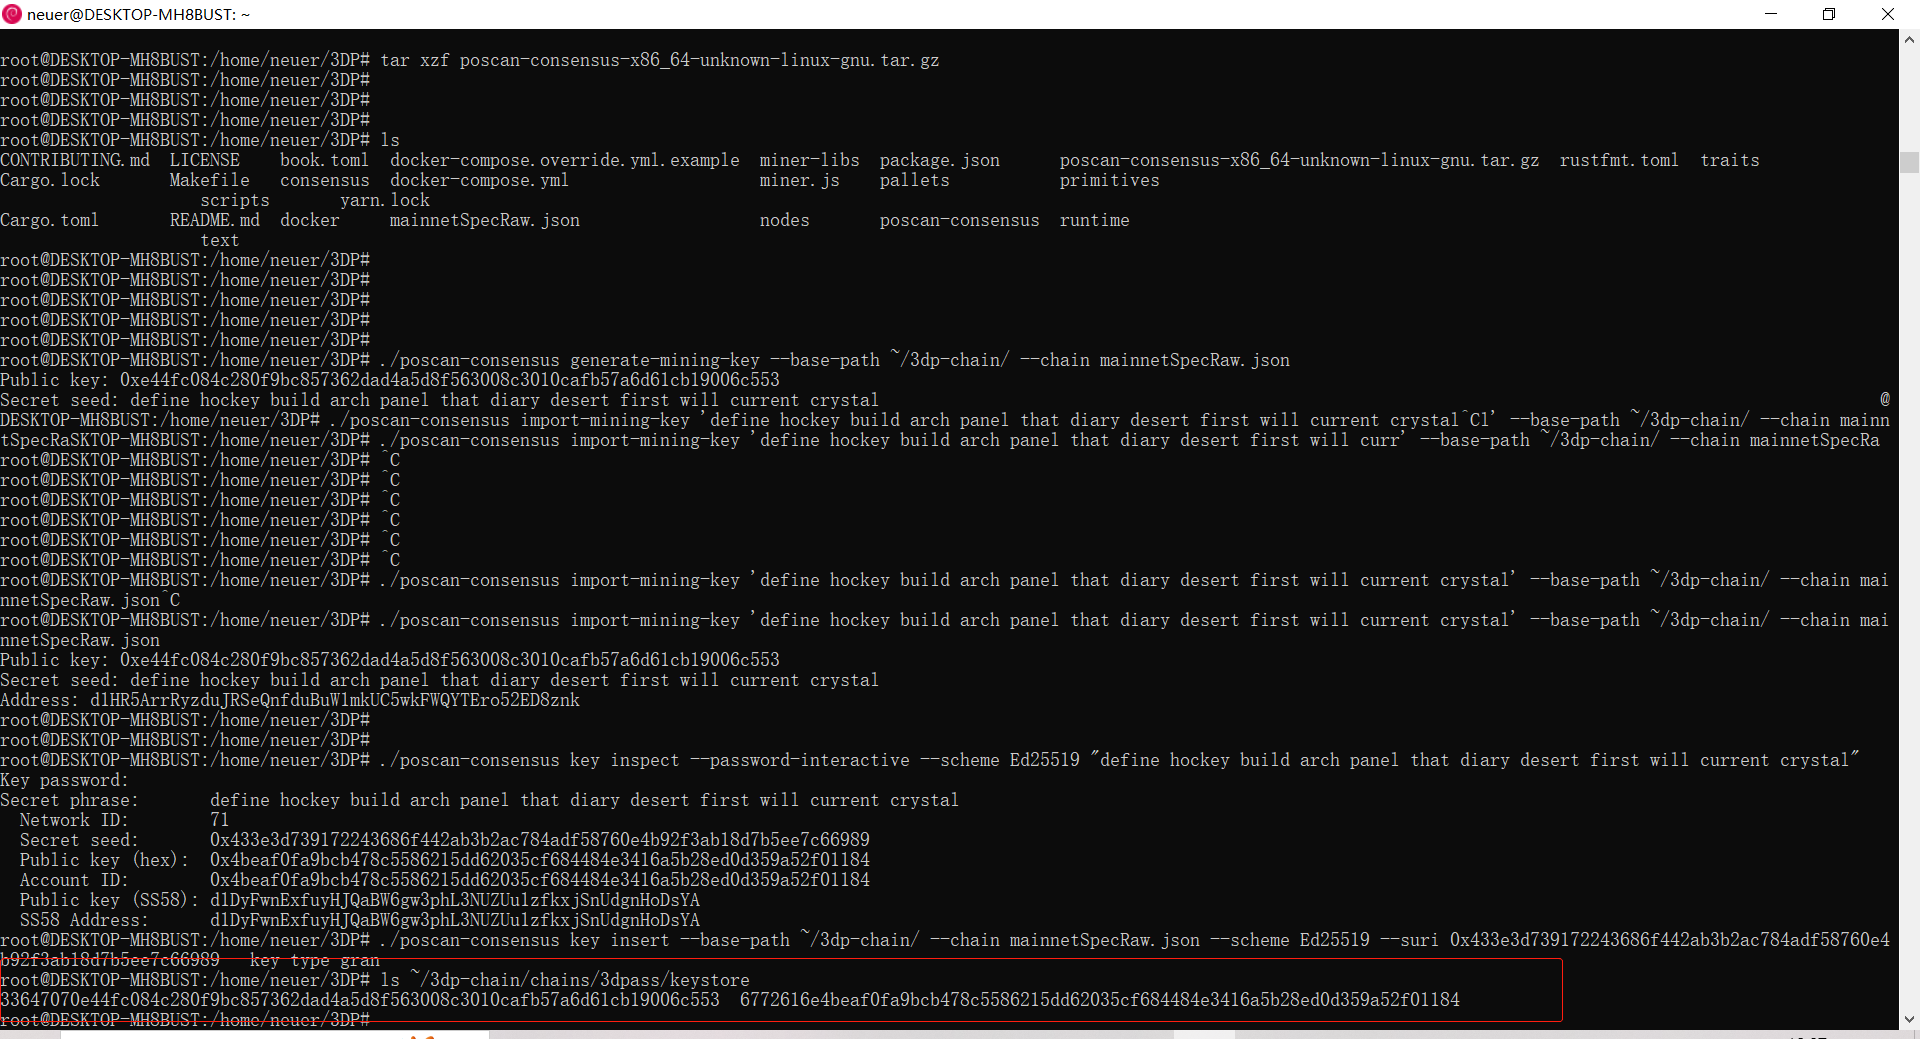 neuer@DESKTOP-MH8BUST: ~
root@DESKTOP-MH8BUST:/home/neuer/3DP# tar xzf poscan-consensus-x86_64-unknown-linux-gnu.tar.gz
root@DESKTOP-MH8BUST:/home/neuer/3DP#
root@DESKTOP-MH8BUST:/home/neuer/3DP#
root@DESKTOP-MH8BUST:/home/neuer/3DP#
root@DESKTOP-MH8BUST:/home/neuer/3DP# ls
CONTRIBUTING.md  LICENSE    book.toml  docker-compose.override.yml.example  miner-libs  package.json      poscan-consensus-x86_64-unknown-linux-gnu.tar.gz  rustfmt.toml  traits
Cargo.lock       Makefile   consensus  docker-compose.yml                   miner.js    pallets           primitives
scripts       yarn.lock
Cargo.toml       README.md  docker     mainnetSpecRaw.json                  nodes       poscan-consensus  runtime
text
root@DESKTOP-MH8BUST:/home/neuer/3DP#
root@DESKTOP-MH8BUST:/home/neuer/3DP#
root@DESKTOP-MH8BUST:/home/neuer/3DP#
root@DESKTOP-MH8BUST:/home/neuer/3DP#
root@DESKTOP-MH8BUST:/home/neuer/3DP#
root@DESKTOP-MH8BUST:/home/neuer/3DP# ./poscan-consensus generate-mining-key --base-path ~/3dp-chain/ --chain mainnetSpecRaw.json
Public key: 0xe44fc084c280f9bc857362dad4a5d8f563008c3010cafb57a6d61cb19006c553
Secret seed: define hockey build arch panel that diary desert first will current crystal @
DESKTOP-MH8BUST:/home/neuer/3DP# ./poscan-consensus import-mining-key 'define hockey build arch panel that diary desert first will current crystal^Cl' --base-path ~/3dp-chain/ --chain mainn
tSpecRaSKTOP-MH8BUST:/home/neuer/3DP# ./poscan-consensus import-mining-key 'define hockey build arch panel that diary desert first will curr' --base-path ~/3dp-chain/ --chain mainnetSpecRa
root@DESKTOP-MH8BUST:/home/neuer/3DP# ^C
root@DESKTOP-MH8BUST:/home/neuer/3DP# ^C
root@DESKTOP-MH8BUST:/home/neuer/3DP# ^C
root@DESKTOP-MH8BUST:/home/neuer/3DP# ^C
root@DESKTOP-MH8BUST:/home/neuer/3DP# ^C
root@DESKTOP-MH8BUST:/home/neuer/3DP# ^C
root@DESKTOP-MH8BUST:/home/neuer/3DP# ./poscan-consensus import-mining-key 'define hockey build arch panel that diary desert first will current crystal' --base-path ~/3dp-chain/ --chain mai
nnetSpecRaw.json^C
root@DESKTOP-MH8BUST:/home/neuer/3DP# ./poscan-consensus import-mining-key 'define hockey build arch panel that diary desert first will current crystal' --base-path ~/3dp-chain/ --chain mai
nnetSpecRaw.json
Public key: 0xe44fc084c280f9bc857362dad4a5d8f563008c3010cafb57a6d61cb19006c553
Secret seed: define hockey build arch panel that diary desert first will current crystal
Address: d1HR5ArrRyzduJRSeQnfduBuW1mkUC5wkFWQYTEro52ED8znk
root@DESKTOP-MH8BUST:/home/neuer/3DP#
root@DESKTOP-MH8BUST:/home/neuer/3DP#
root@DESKTOP-MH8BUST:/home/neuer/3DP# ./poscan-consensus key inspect --password-interactive --scheme Ed25519 "define hockey build arch panel that diary desert first will current crystal"
Key password:
Secret phrase:       define hockey build arch panel that diary desert first will current crystal
Network ID:        71
Secret seed:       0x433e3d739172243686f442ab3b2ac784adf58760e4b92f3ab18d7b5ee7c66989
Public key (hex):  0x4beaf0fa9bcb478c5586215dd62035cf684484e3416a5b28ed0d359a52f01184
Account ID:        0x4beaf0fa9bcb478c5586215dd62035cf684484e3416a5b28ed0d359a52f01184
Public key (SS58): d1DyFwnExfuyHJQaBW6gw3phL3NUZUu1zfkxjSnUdgnHoDsYA
SS58 Address:      d1DyFwnExfuyHJQaBW6gw3phL3NUZUu1zfkxjSnUdgnHoDsYA
root@DESKTOP-MH8BUST:/home/neuer/3DP# ./poscan-consensus key insert --base-path ~/3dp-chain/ --chain mainnetSpecRaw.json --scheme Ed25519 --suri 0x433e3d739172243686f442ab3b2ac784adf58760e4
b92f3ab18d7b5ee7c66989   key type gran
root@DESKTOP-MH8BUST:/home/neuer/3DP# ls ~/3dp-chain/chains/3dpass/keystore
33647070e44fc084c280f9bc857362dad4a5d8f563008c3010cafb57a6d61cb19006c553  6772616e4beaf0fa9bcb478c5586215dd62035cf684484e3416a5b28ed0d359a52f01184
root@DESKTOP-MH8BUST:/home/neuer/3DP#